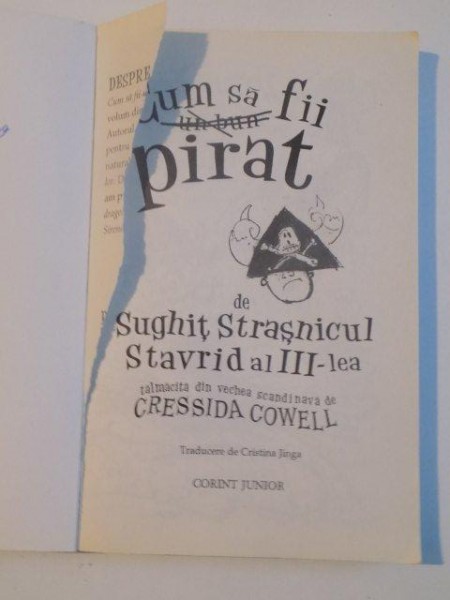 DESPRE
Cum să fii
un bun
pirat
de
Sughiț Strașnicul
Stavrid al III-lea
tălmăcită din vechea scandinavă de
CRESSIDA COWELL
Traducere de Cristina Jinga
CORINT JUNIOR